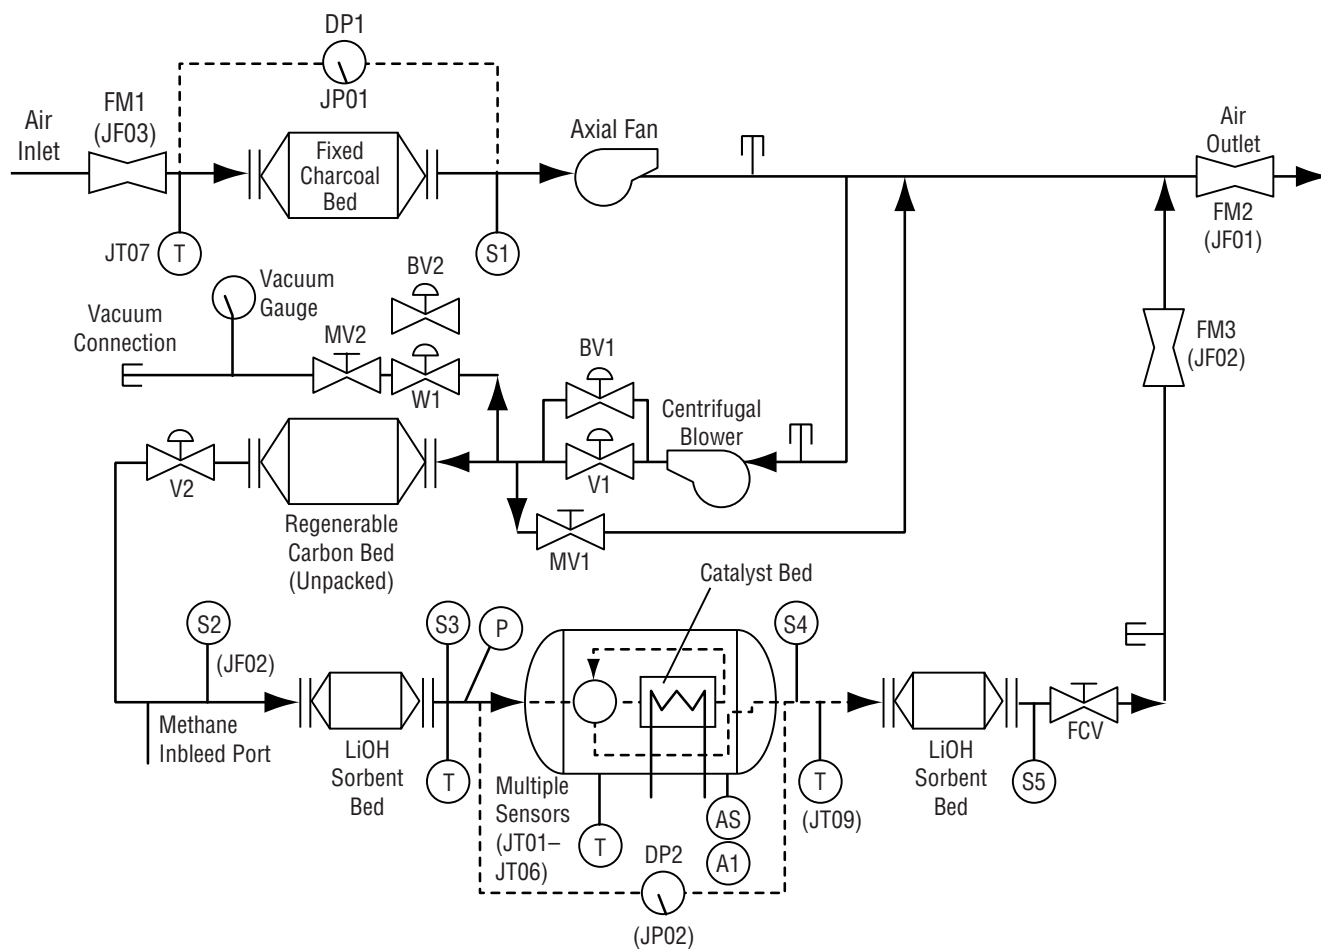 DP1
JP01
FM1
(JF03)
Air
Inlet
Fixed
Charcoal
Bed
Axial Fan
Air
Outlet
FM2
(JF01)
JT07
T
S1
BV2
Vacuum
Gauge
Vacuum
Connection
MV2
W1
BV1
Centrifugal
Blower
V1
FM3
(JF02)
V2
Regenerable
Carbon Bed
(Unpacked)
MV1
Catalyst Bed
S2
(JF02)
S3
P
S4
Methane
Inbleed Port
LiOH
Sorbent
Bed
T
Multiple
Sensors
(JT01–
JT06)
T
AS
A1
T
(JT09)
LiOH
Sorbent
Bed
FCV
S5
DP2
(JP02)